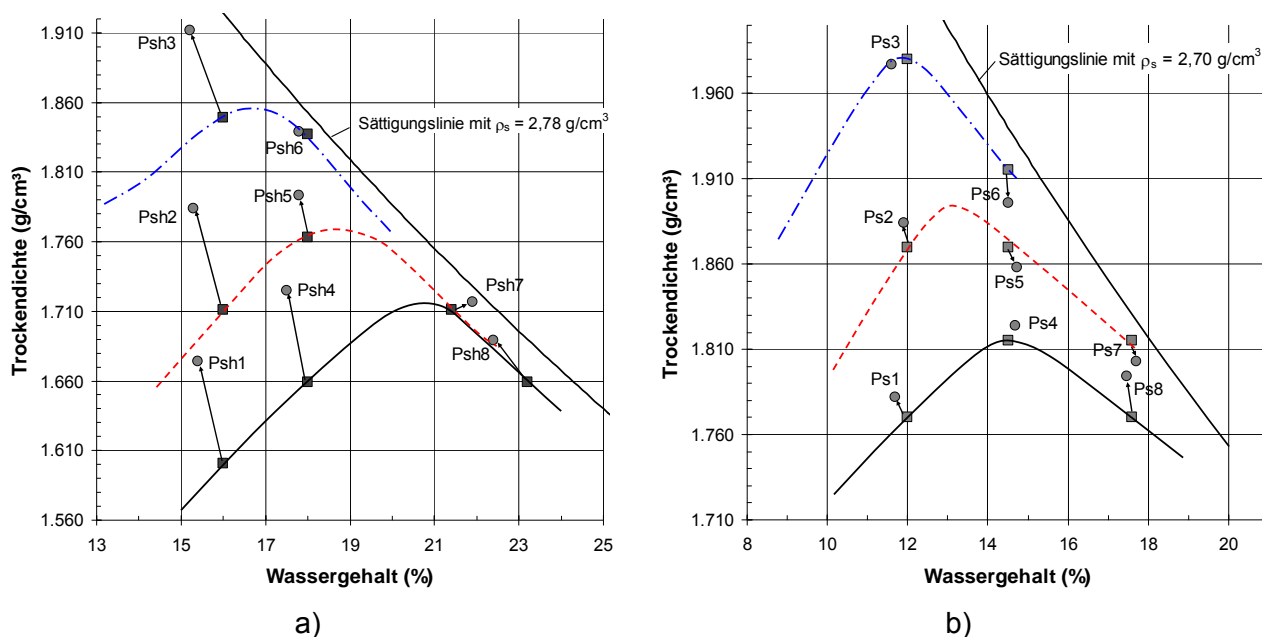 1.910
1.860
1.810
1.760
1.710
1.660
1.610
1.560
Trockendichte (g/cm³)
Psh3
Sättigungslinie mit ρs = 2,78 g/cm³
Psh6
Psh2
Psh5
Psh4
Psh7
Psh1
Psh8
13 15 17 19 21 23 25
Wassergehalt (%)
a)
1.960
1.910
1.860
1.810
1.760
1.710
Trockendichte (g/cm³)
Ps3
Sättigungslinie mit ρs = 2,70 g/cm³
Ps6
Ps2
Ps5
Ps4
Ps7
Ps1
Ps8
8 10 12 14 16 18 20
Wassergehalt (%)
b)